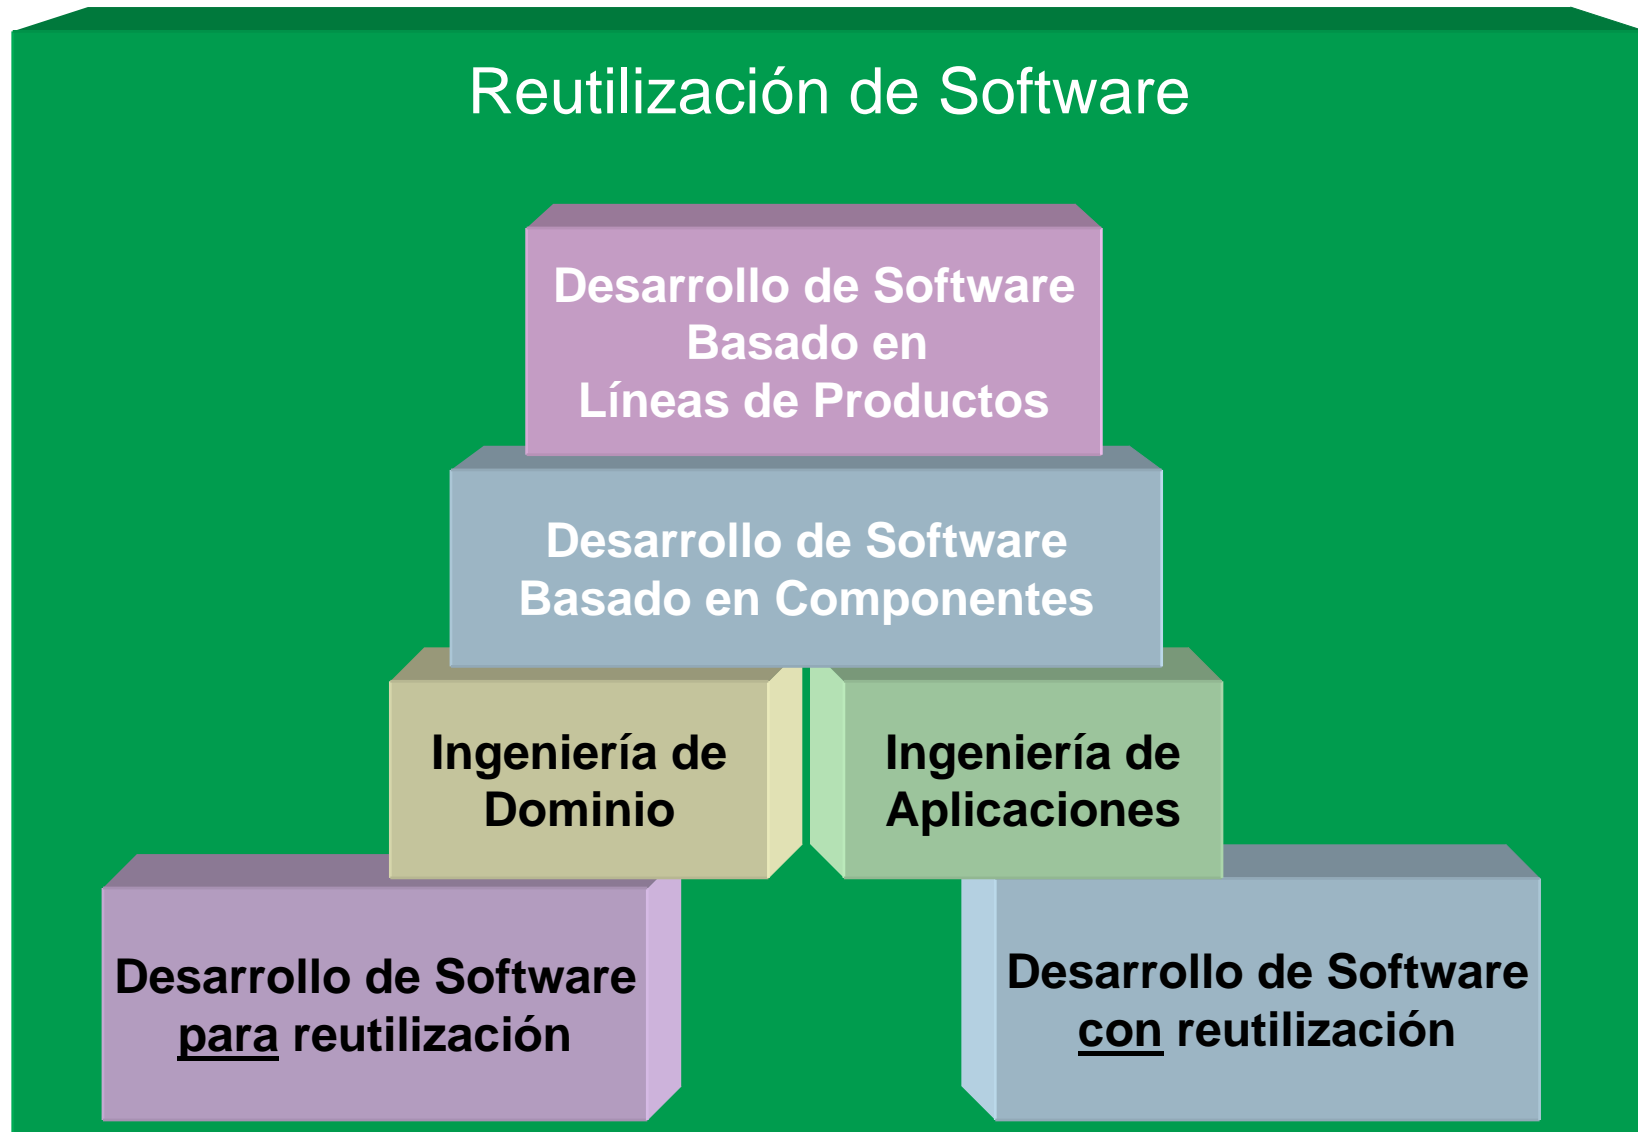 Reutilización de Software
Desarrollo de Software
Basado en
Líneas de Productos
Desarrollo de Software
Basado en Componentes
Ingeniería de
Dominio
Ingeniería de
Aplicaciones
Desarrollo de Software
para reutilización
Desarrollo de Software
con reutilización